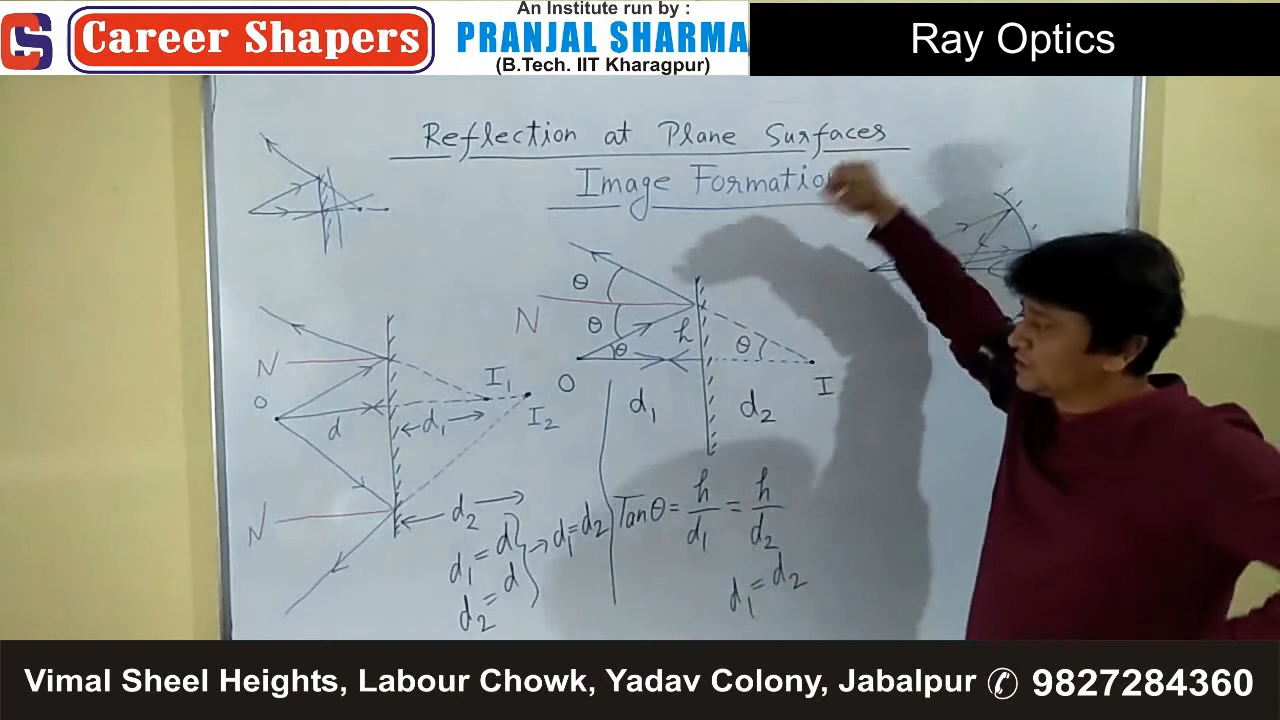 An Institute run by :
CS
Career Shapers
PRANJAL SHARMA
(B.Tech. IIT Kharagpur)
Ray Optics
Reflection at Plane Surfaces
Image Formation
θ
N
θ
h
θ
θ
O
I
d₁
d₂
N
O
d
d₁
I₁
I₂
N
d₂
d₁ = d
d₂ = d
→ d₁ = d₂
Tanθ = h/d₁ = h/d₂
d₁ = d₂
Vimal Sheel Heights, Labour Chowk, Yadav Colony, Jabalpur ✆ 9827284360